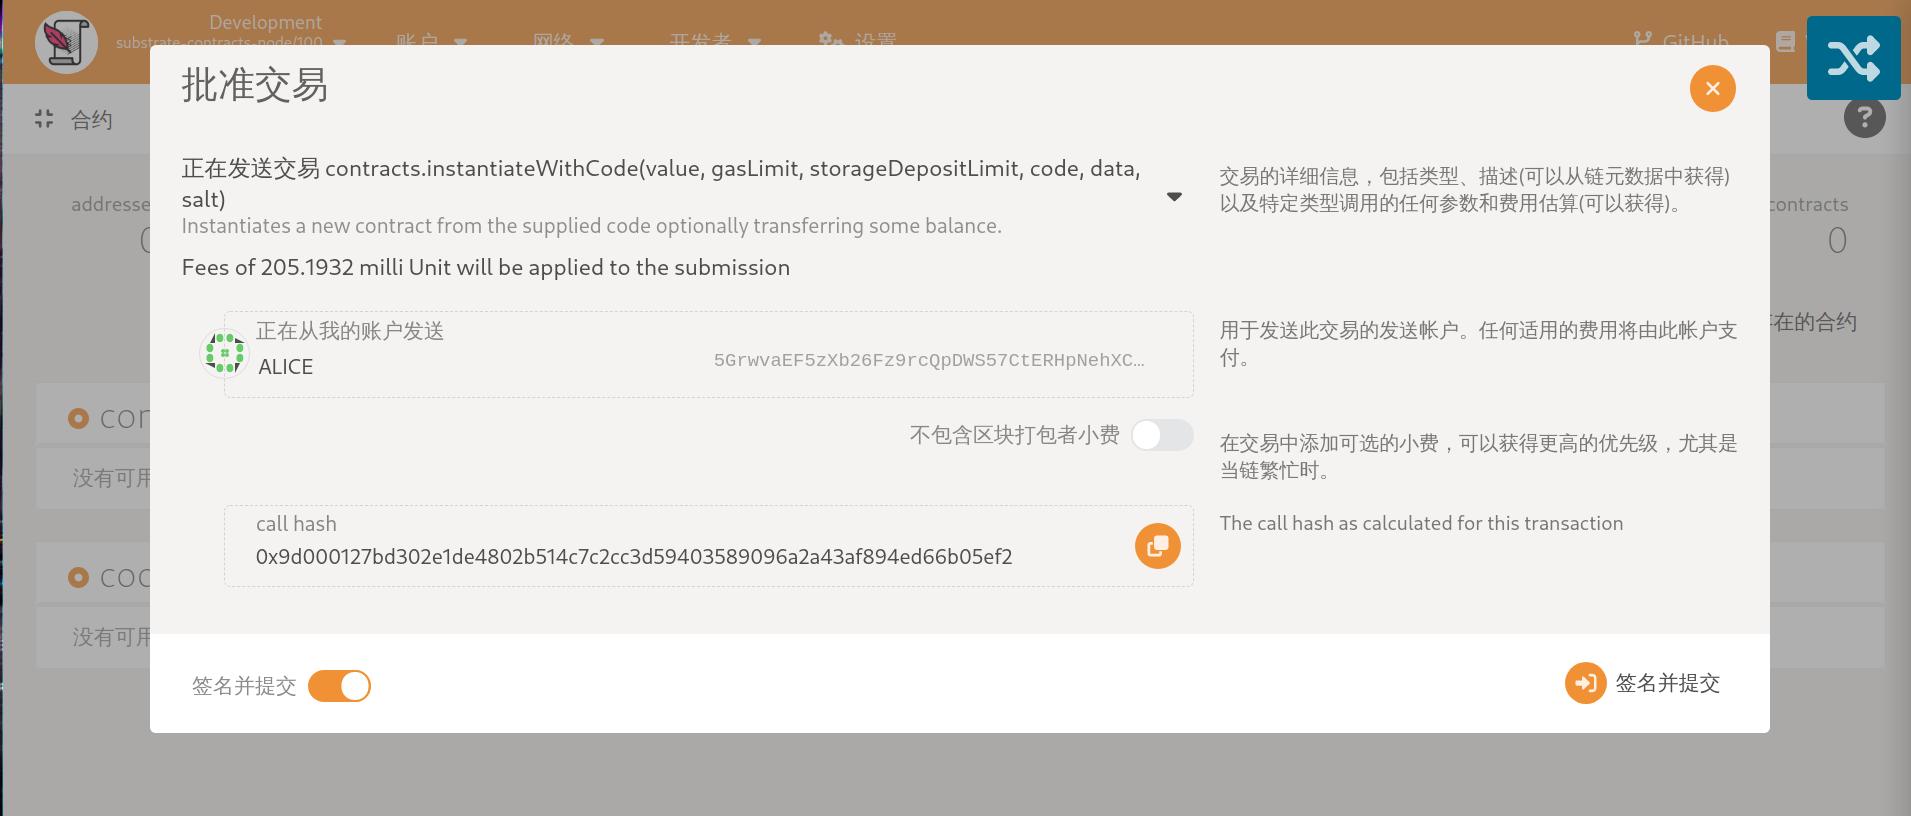 Development
substrate-contracts-node/100
账户
网络
开发者
设置
GitHub
合约
批准交易
正在发送交易 contracts.instantiateWithCode(value, gasLimit, storageDepositLimit, code, data,
salt)
Instantiates a new contract from the supplied code optionally transferring some balance.
交易的详细信息，包括类型、描述(可以从链元数据中获得)
以及特定类型调用的任何参数和费用估算(可以获得)。
contracts
0
Fees of 205.1932 milli Unit will be applied to the submission
正在从我的账户发送
ALICE
5GrwvaEF5zXb26Fz9rcQpDWS57CtERHpNehXC…
用于发送此交易的发送帐户。任何适用的费用将由此帐户支
付。
在的合约
不包含区块打包者小费
在交易中添加可选的小费，可以获得更高的优先级，尤其是
当链繁忙时。
没有可用
call hash
0x9d000127bd302e1de4802b514c7c2cc3d59403589096a2a43af894ed66b05ef2
The call hash as calculated for this transaction
没有可用
签名并提交
签名并提交